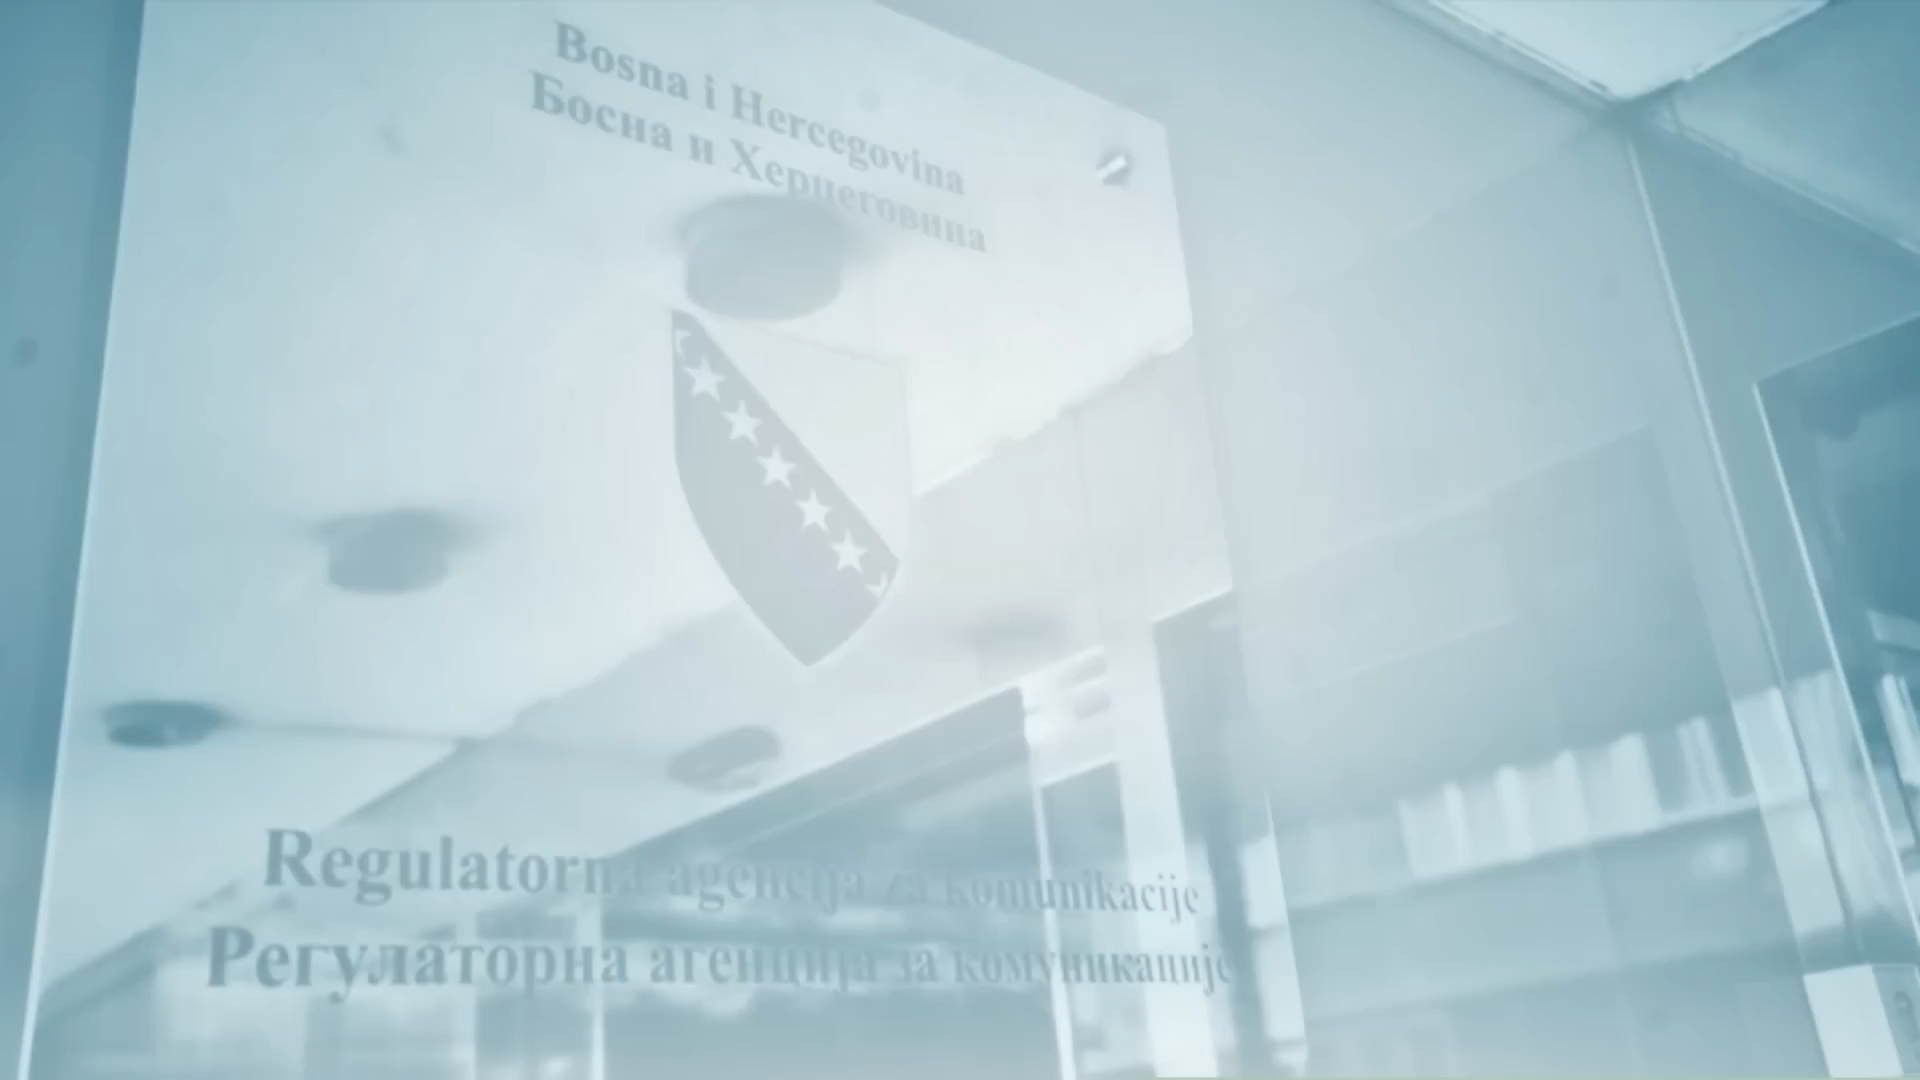 Bosna i Hercegovina
Босна и Херцеговина
Regulatorna agencija za komunikacije
Регулаторна агенција за комуникације